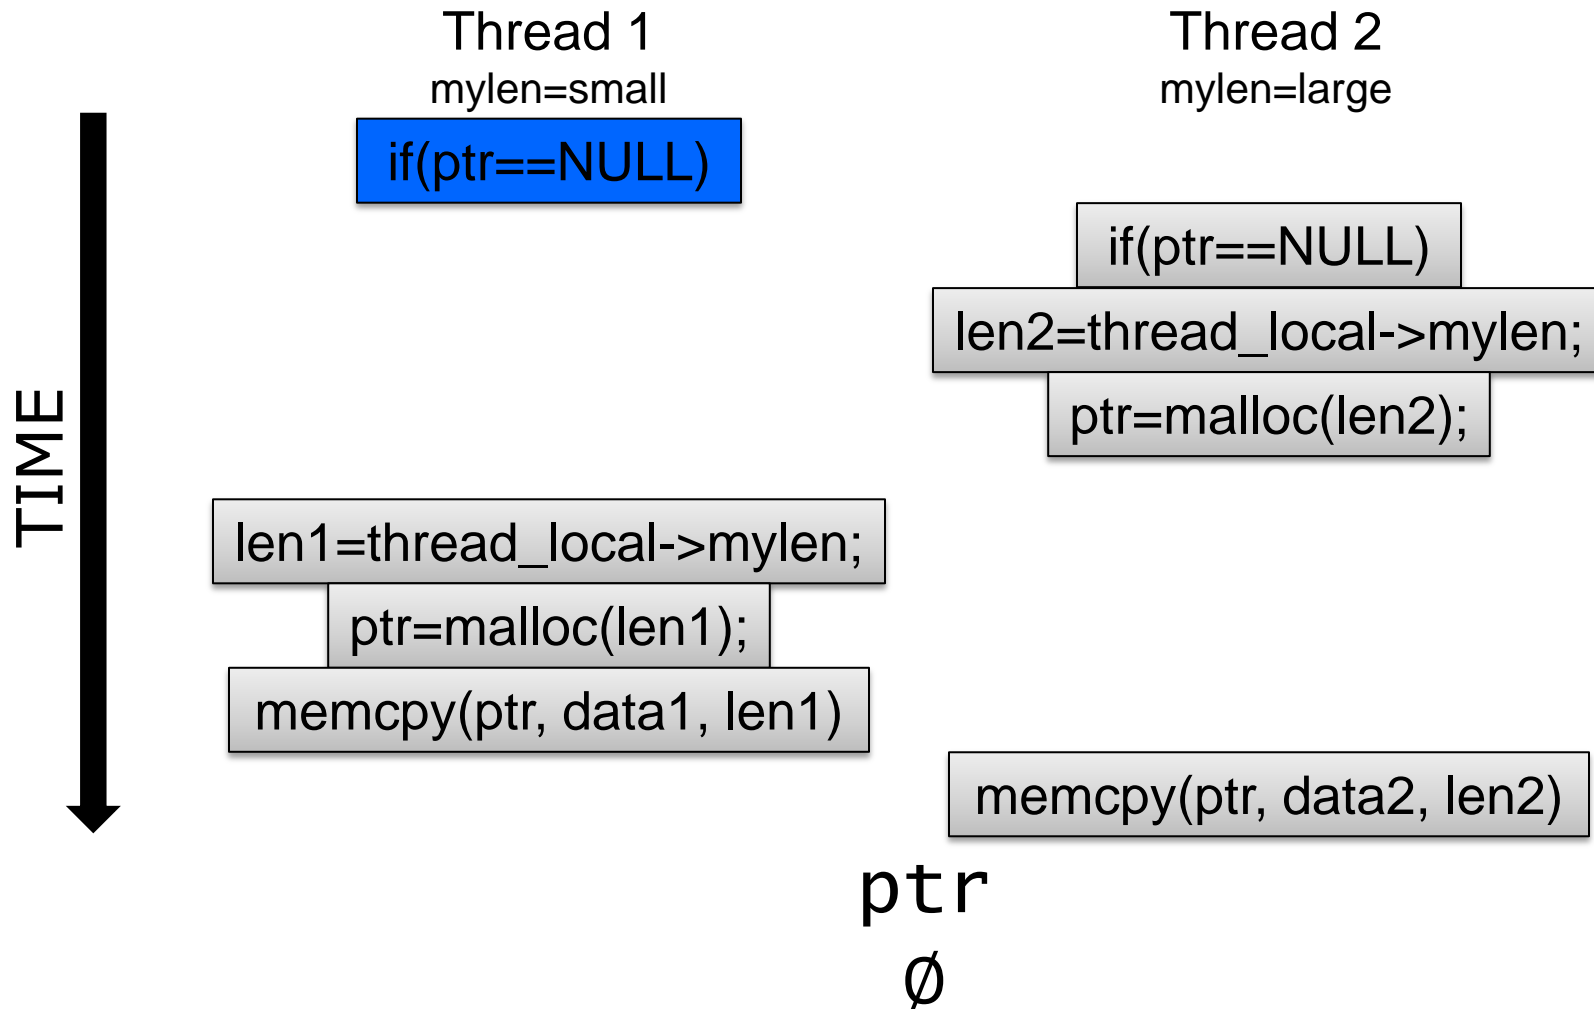 Thread 1
mylen=small
Thread 2
mylen=large
if(ptr==NULL)
if(ptr==NULL)
len2=thread_local->mylen;
ptr=malloc(len2);
TIME
len1=thread_local->mylen;
ptr=malloc(len1);
memcpy(ptr, data1, len1)
memcpy(ptr, data2, len2)
ptr
Ø